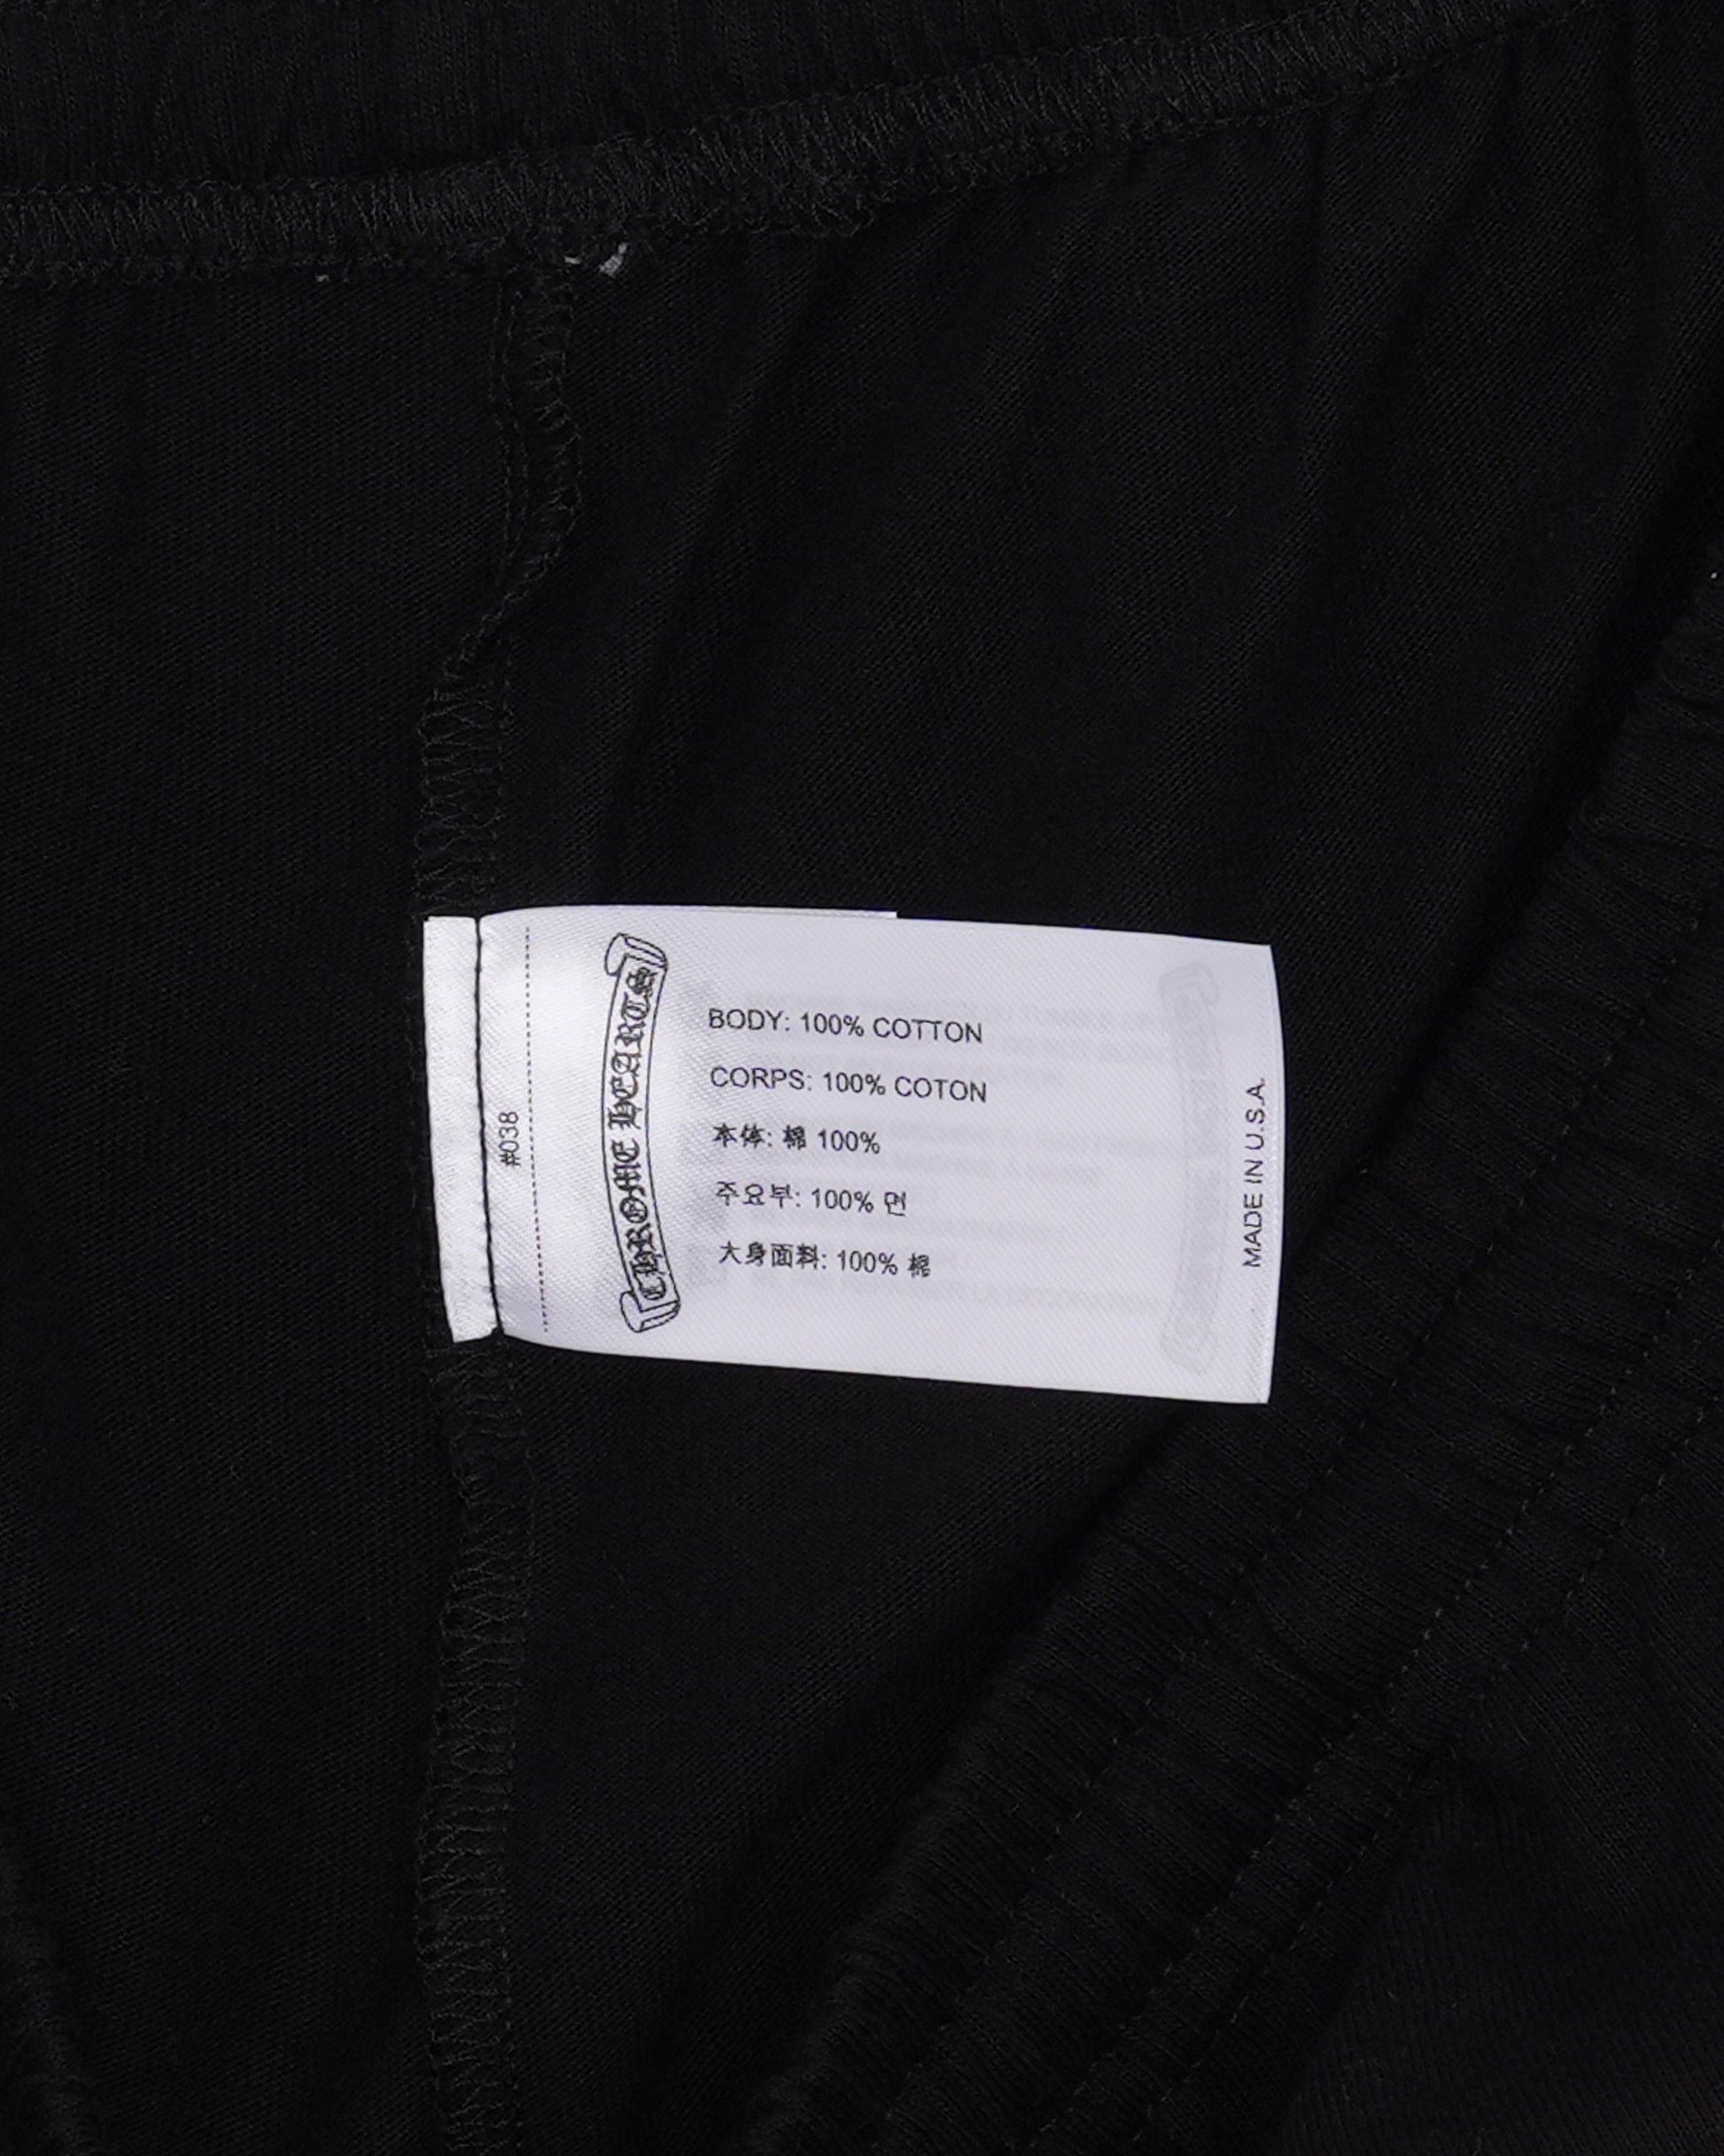 #038
CHROME HEARTS
BODY: 100% COTTON
CORPS: 100% COTON
本体: 棉 100%
주요부: 100% 면
大身面料: 100% 棉
MADE IN U.S.A.